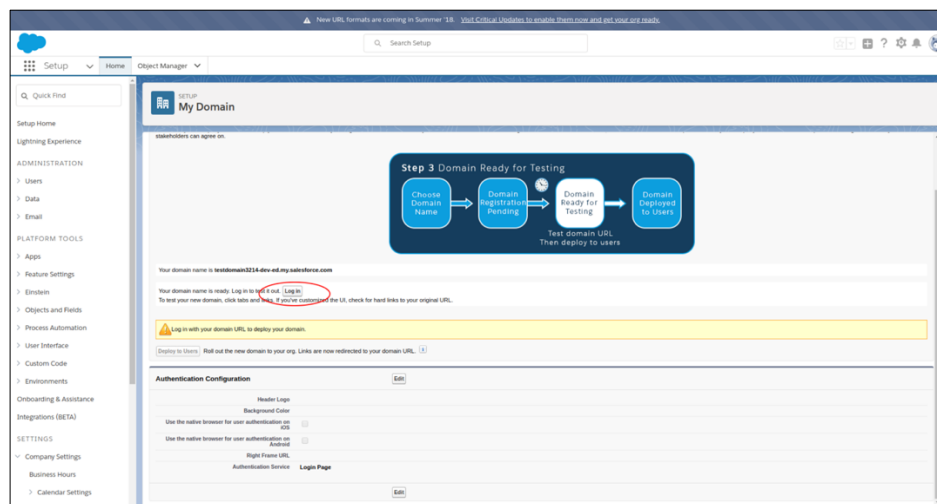 New URL formats are coming in Summer '18. Visit Critical Updates to enable them now and get your org ready.
Search Setup
Setup
Home
Object Manager
Quick Find
Setup Home
Lightning Experience
ADMINISTRATION
Users
Data
Email
PLATFORM TOOLS
Apps
Feature Settings
Einstein
Objects and Fields
Process Automation
User Interface
Custom Code
Environments
Onboarding & Assistance
Integrations (BETA)
SETTINGS
Company Settings
Business Hours
Calendar Settings
SETUP
My Domain
stakeholders can agree on.
Step 3 Domain Ready for Testing
Choose
Domain
Name
Domain
Registration
Pending
Domain
Ready for
Testing
Domain
Deployed
to Users
Test domain URL
Then deploy to users
Your domain name is testdomain3214-dev-ed.my.salesforce.com
Your domain name is ready. Log in to test it out. Log in
To test your new domain, click tabs and links. If you've customized the UI, check for hard links to your original URL.
Log in with your domain URL to deploy your domain.
Deploy to Users Roll out the new domain to your org. Links are now redirected to your domain URL. i
Authentication Configuration
Edit
Header Logo
Background Color
Use the native browser for user authentication on
iOS
Use the native browser for user authentication on
Android
Right Frame URL
Authentication Service Login Page
Edit